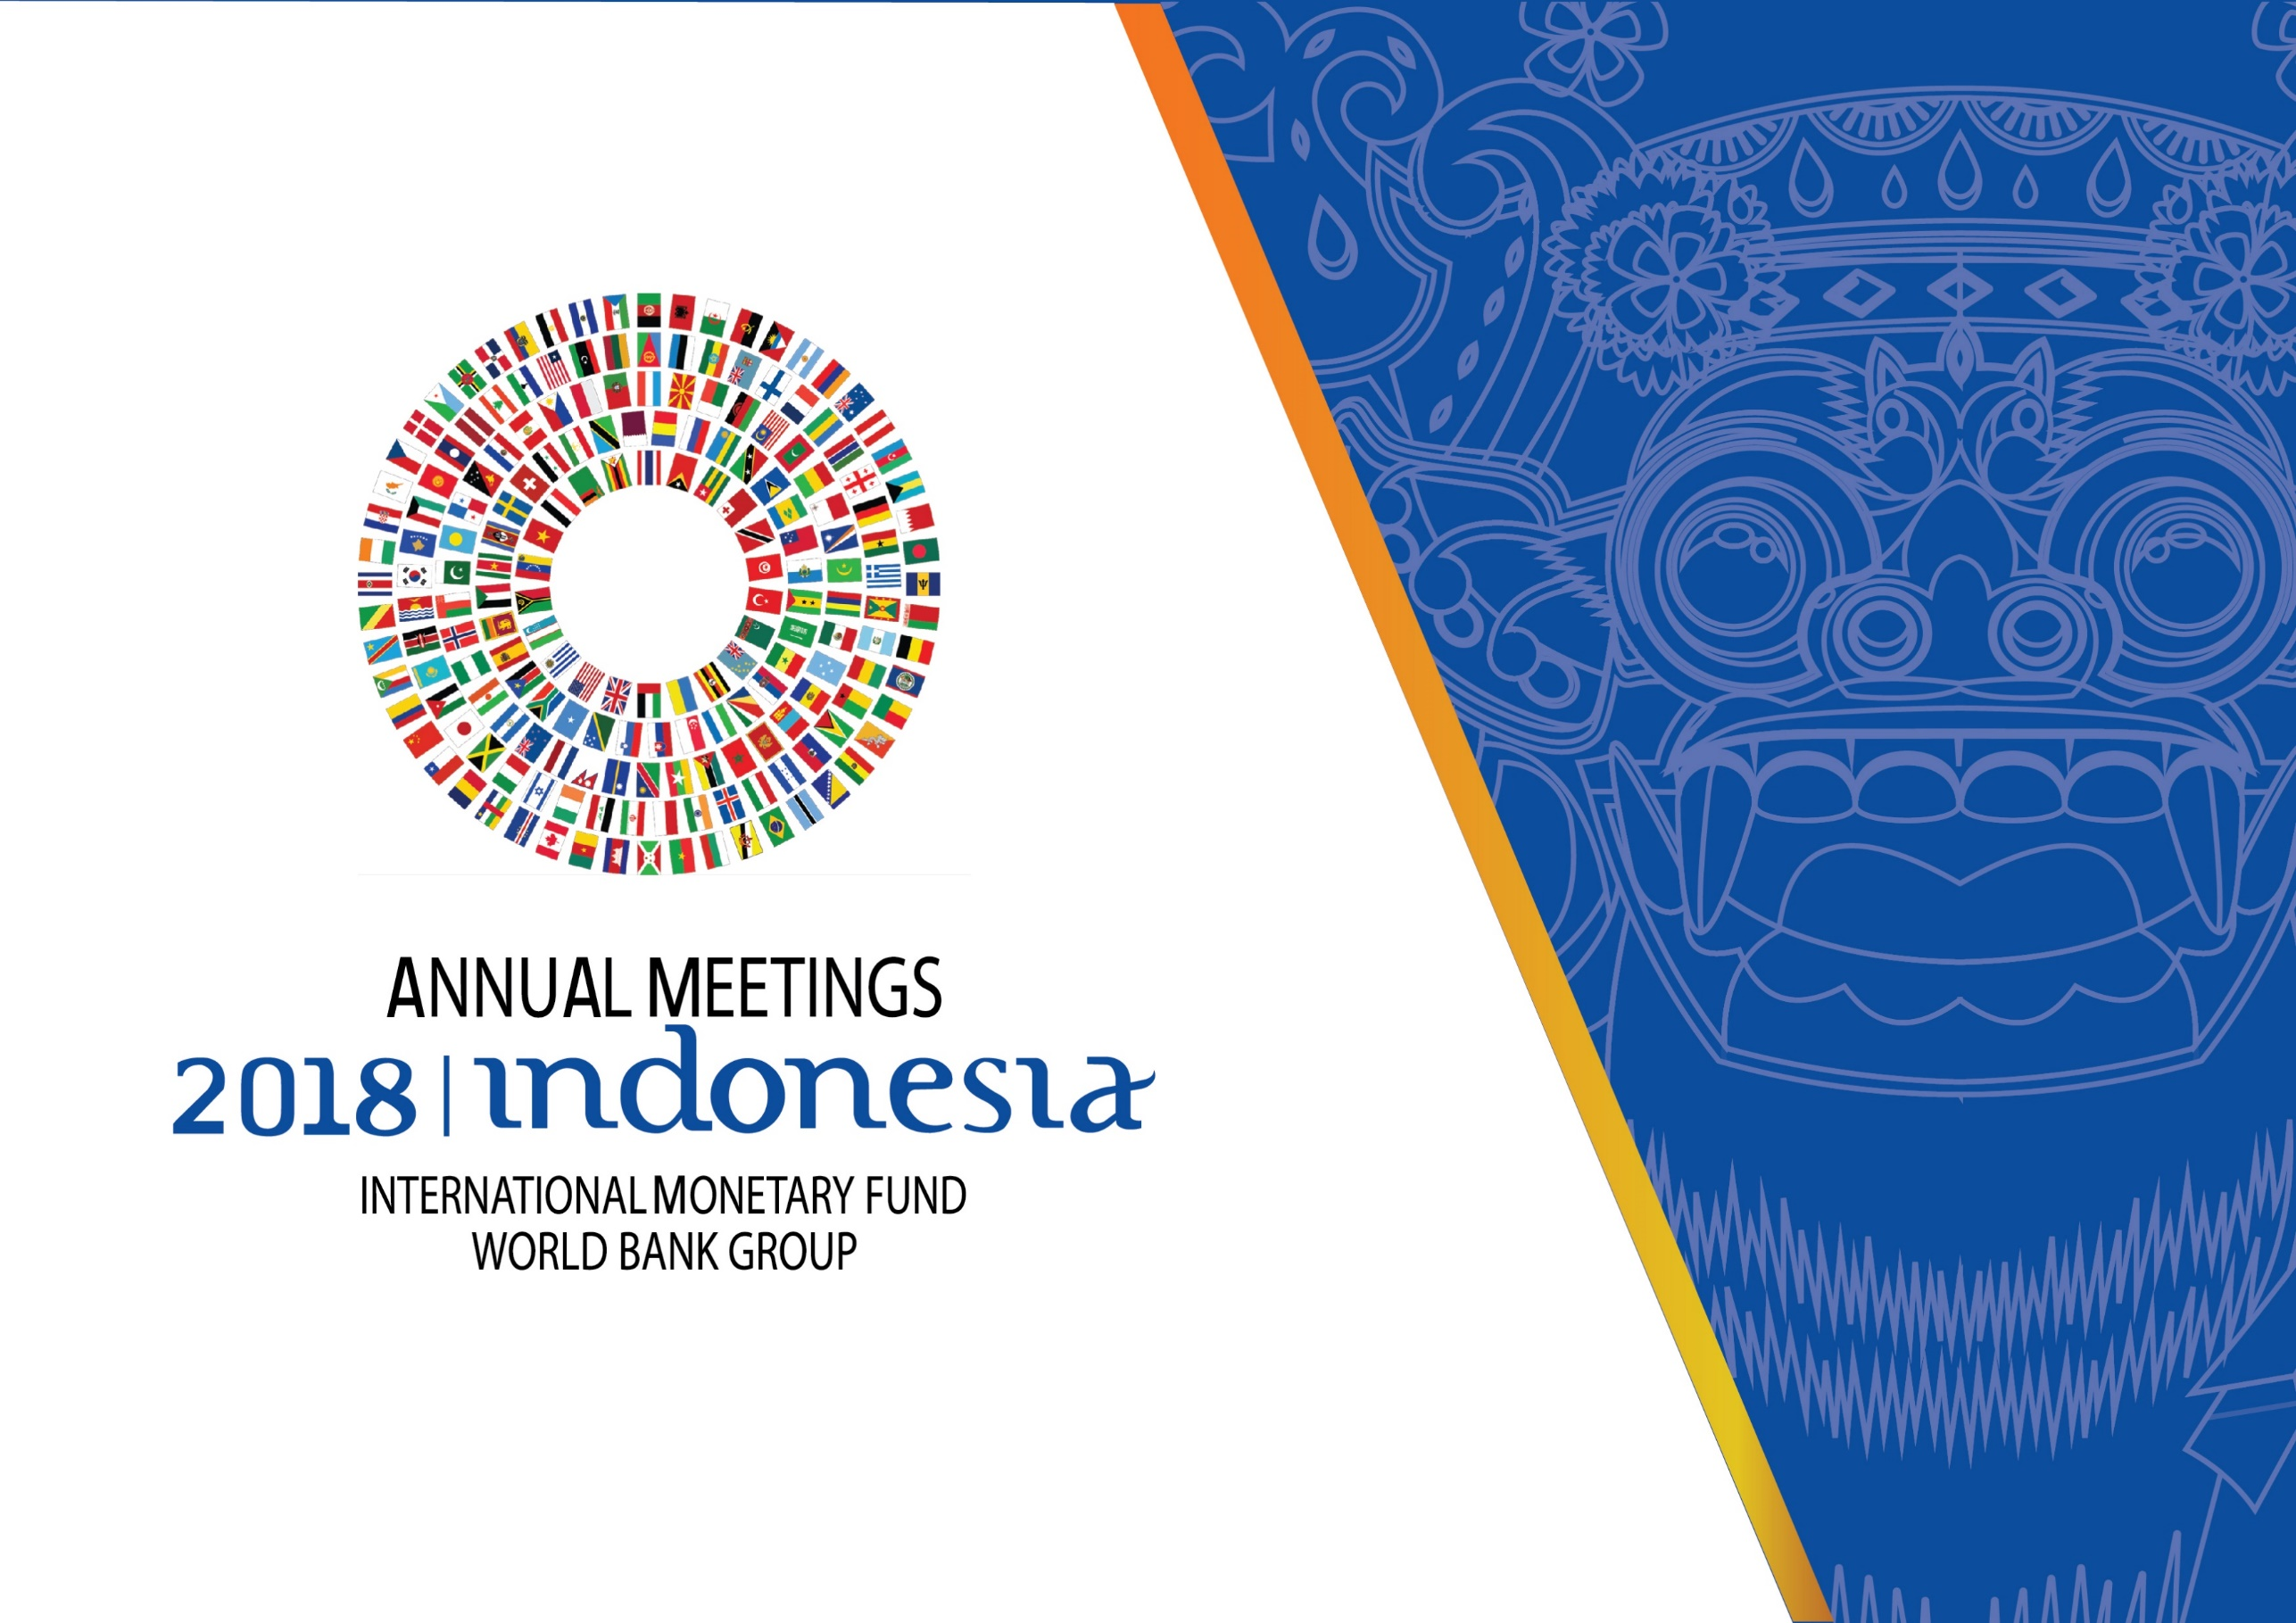 ANNUAL MEETINGS
2018 | indonesia
INTERNATIONAL MONETARY FUND
WORLD BANK GROUP